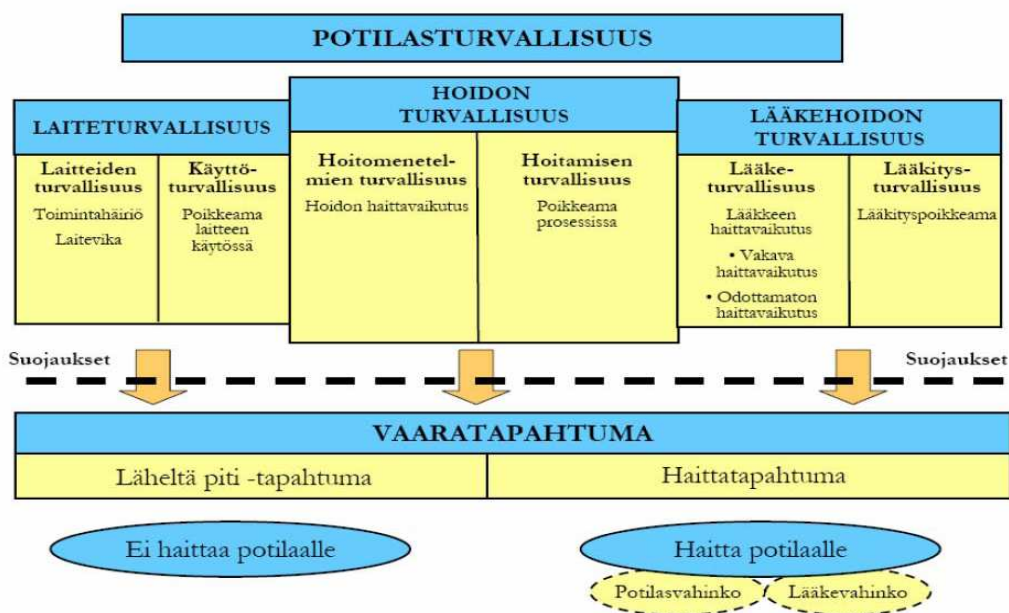 POTILASTURVALLISUUS
LAITETURVALLISUUS
Laitteiden
turvallisuus
Toimintahäiriö
Laitevika
Käyttö-
turvallisuus
Poikkeama
laitteen
käytössä
HOIDON
TURVALLISUUS
Hoitomenetel-
mien turvallisuus
Hoidon haittavaikutus
Hoitamisen
turvallisuus
Poikkeama
prosessissa
LÄÄKEHOIDON
TURVALLISUUS
Lääke-
turvallisuus
Lääkkeen
haittavaikutus
• Vakava
haittavaikutus
• Odottamaton
haittavaikutus
Lääkitys-
turvallisuus
Lääkityspoikkeama
Suojaukset
Suojaukset
VAARATAPAHTUMA
Läheltä piti -tapahtuma
Haittatapahtuma
Ei haittaa potilaalle
Haitta potilaalle
Potilasvahinko
Lääkevahinko